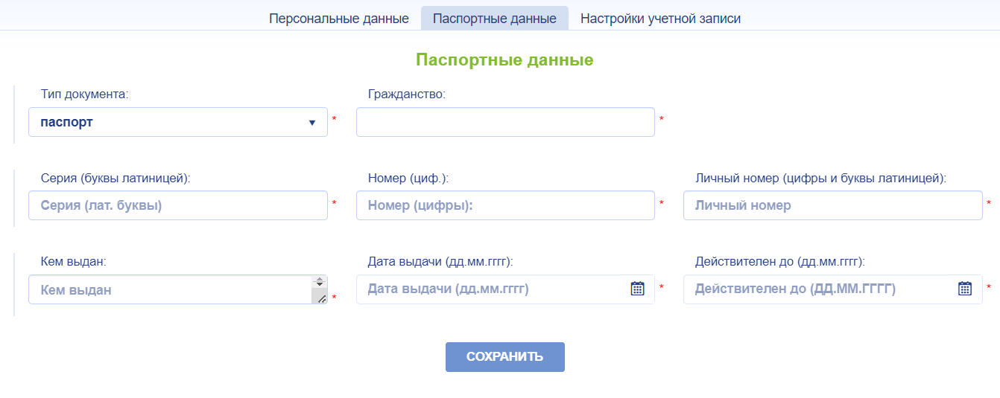 Персональные данные Паспортные данные Настройки учетной записи
Паспортные данные
Тип документа: Гражданство:
паспорт * *
Серия (буквы латиницей): Номер (циф.): Личный номер (цифры и буквы латиницей):
Серия (лат. буквы) * Номер (цифры): * Личный номер *
Кем выдан: Дата выдачи (дд.мм.гггг): Действителен до (дд.мм.гггг):
Кем выдан * Дата выдачи (дд.мм.гггг) * Действителен до (ДД.ММ.ГГГГ) *
СОХРАНИТЬ